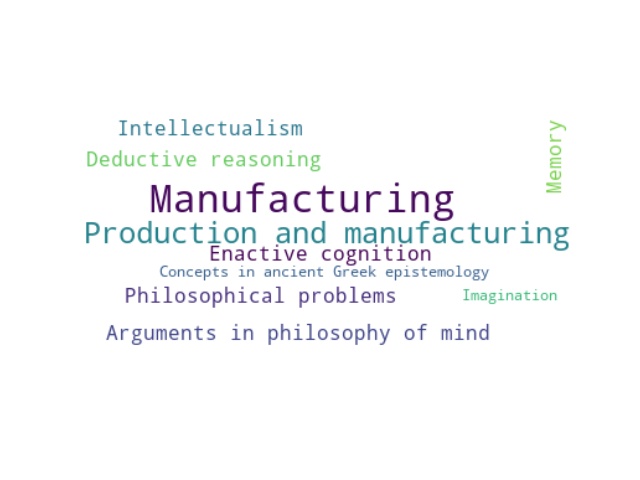 Intellectualism
Memory
Deductive reasoning
Manufacturing
Production and manufacturing
Enactive cognition
Concepts in ancient Greek epistemology
Philosophical problems
Imagination
Arguments in philosophy of mind